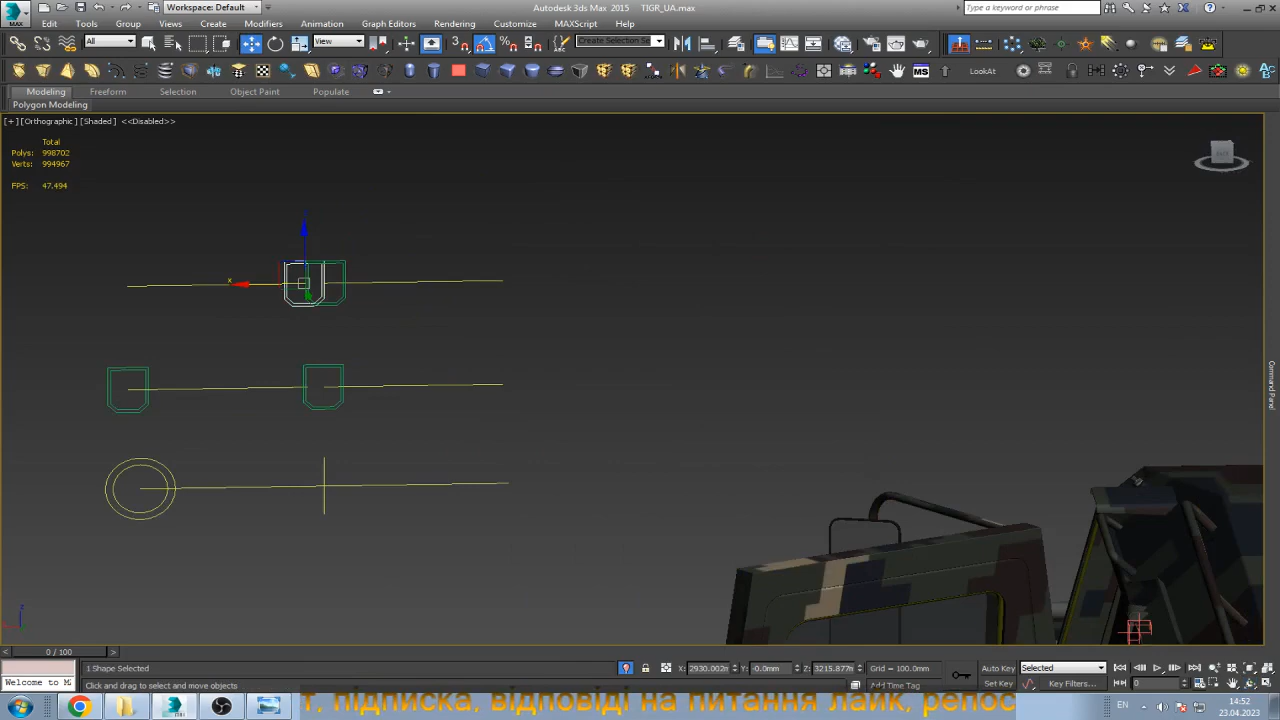 Workspace: Default
Autodesk 3ds Max 2015 TIGR_UA.max
Type a keyword or phrase
MAX
Edit Tools Group Views Create Modifiers Animation Graph Editors Rendering Customize MAXScript Help
All
View
Create Selection Se
LookAt
Modeling Freeform Selection Object Paint Populate
Polygon Modeling
[+][Orthographic][Shaded] <<Disabled>>
Total
Polys: 998702
Verts: 994967
FPS: 47.494
x
Command Panel
0 / 100
1 Shape Selected
X: 2930.002m Y: -0.0mm Z: 3215.877m Grid = 100.0mm
Auto Key Selected
Welcome to M
Click and drag to select and move objects
Add Time Tag
Set Key Key Filters...
0
т, підписка, відповіді на питання лайк, репос
EN
14:52
23.04.2023